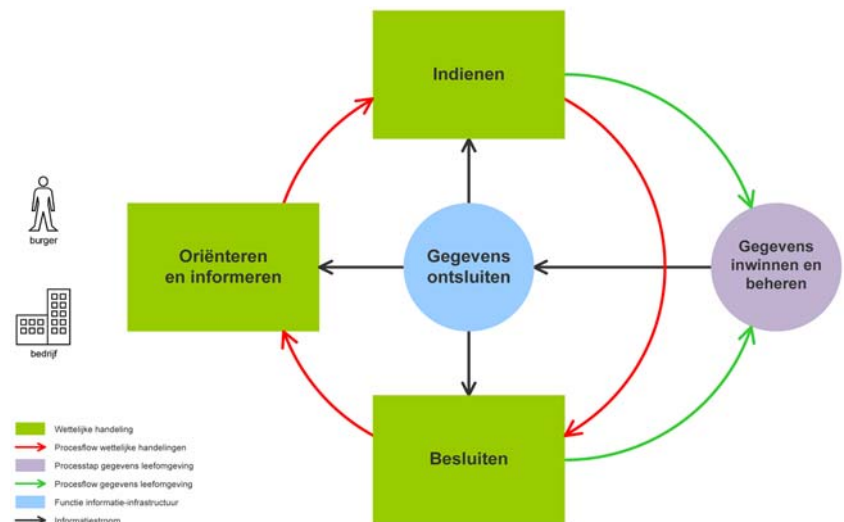 Indienen
burger
Oriënteren
en informeren
Gegevens
ontsluiten
Gegevens
inwinnen en
beheren
bedrijf
Besluiten
Wettelijke handeling
Procesflow wettelijke handelingen
Processtap gegevens leefomgeving
Procesflow gegevens leefomgeving
Functie informatie-infrastructuur
Informatiestroom